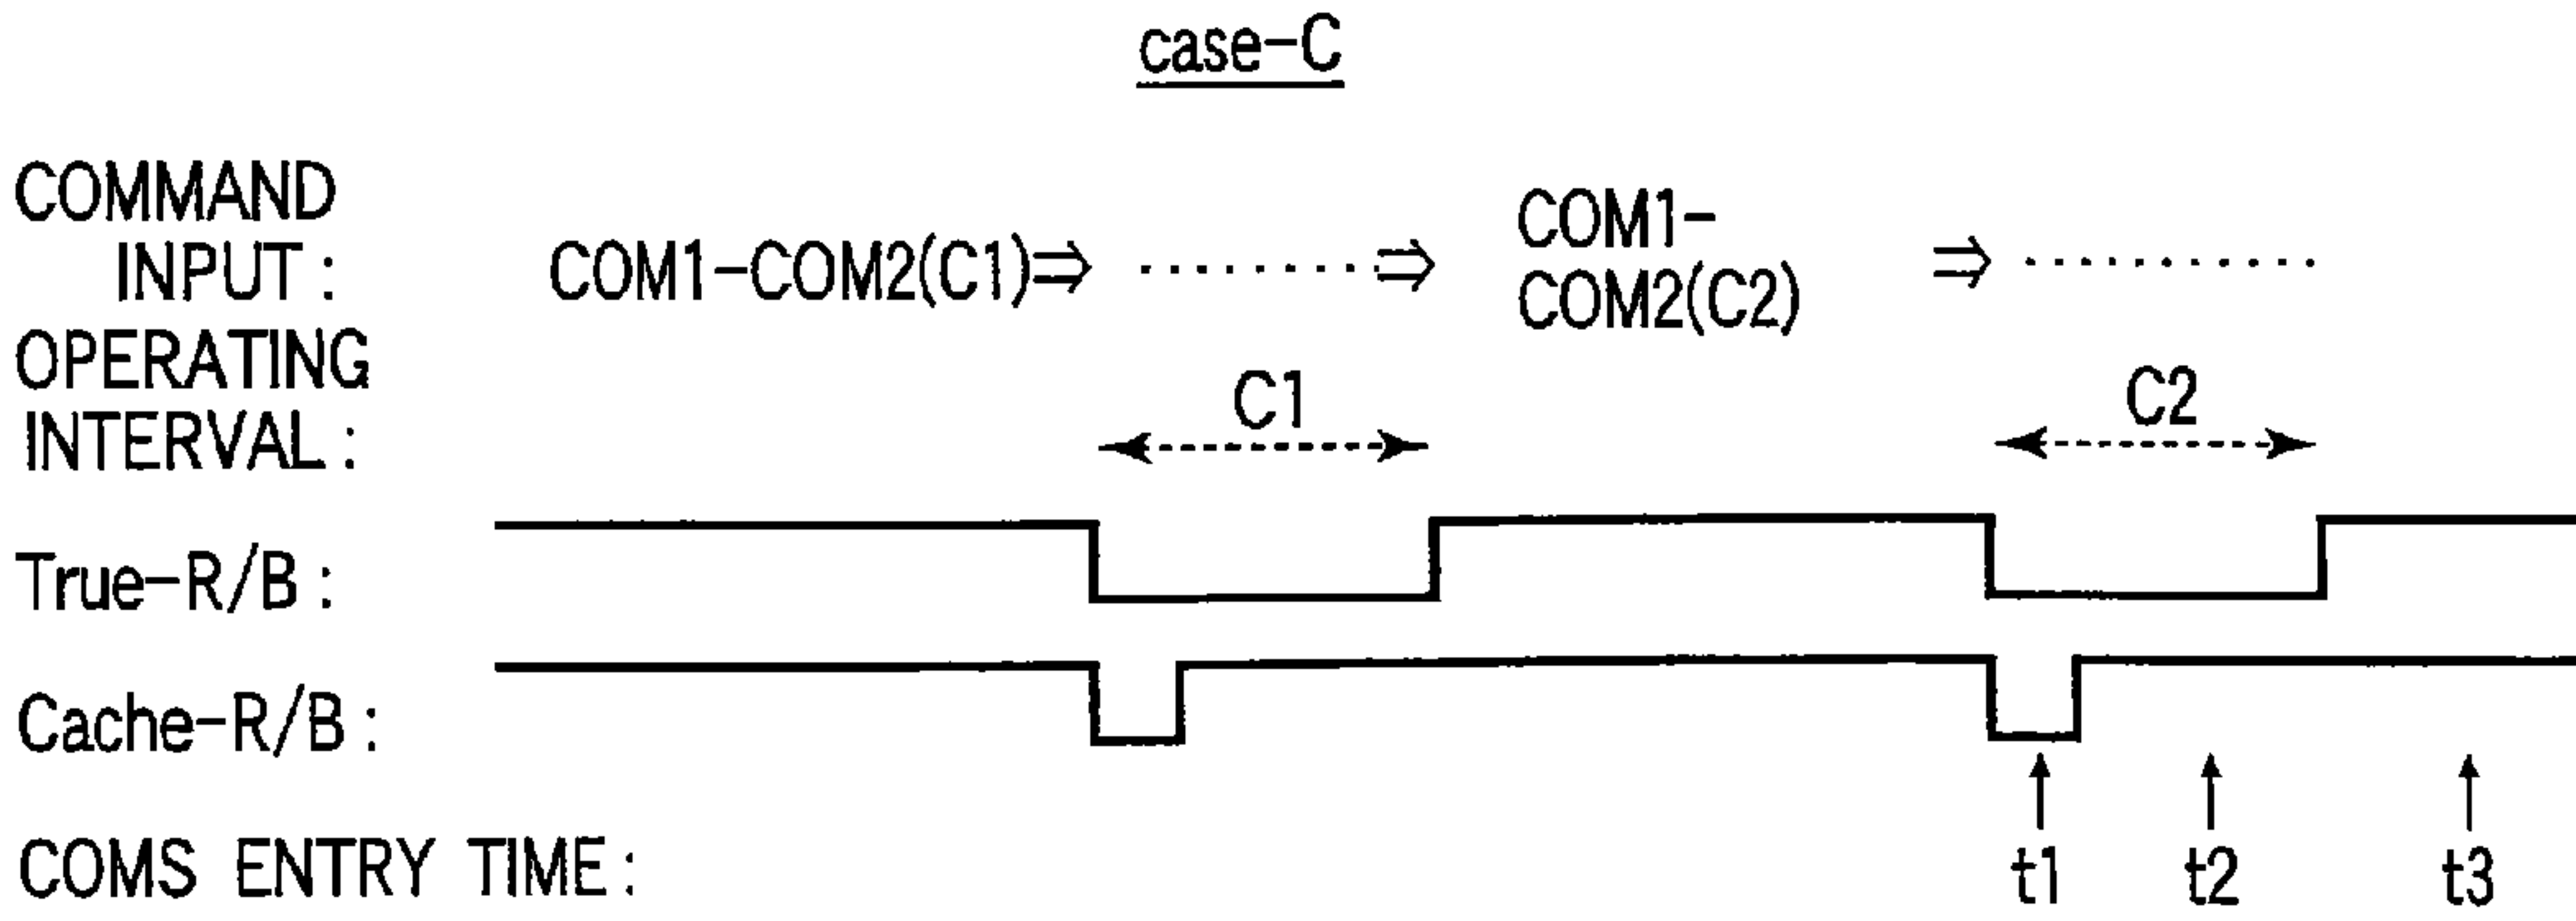 case-C
COMMAND
INPUT :
COM1-COM2(C1)⇒ ········⇒
COM1-
COM2(C2)
⇒ ···········
OPERATING
INTERVAL :
C1
C2
True-R/B :
Cache-R/B :
COMS ENTRY TIME :
t1
t2
t3